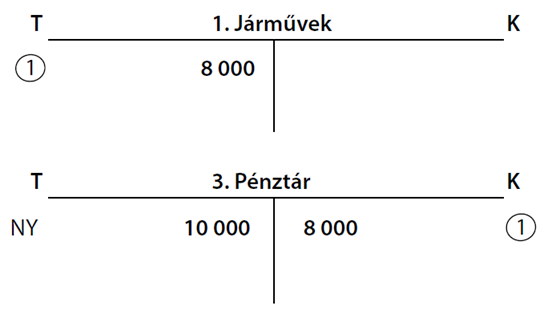 T 1. Járművek K
1 8 000
T 3. Pénztár K
NY 10 000 8 000 1